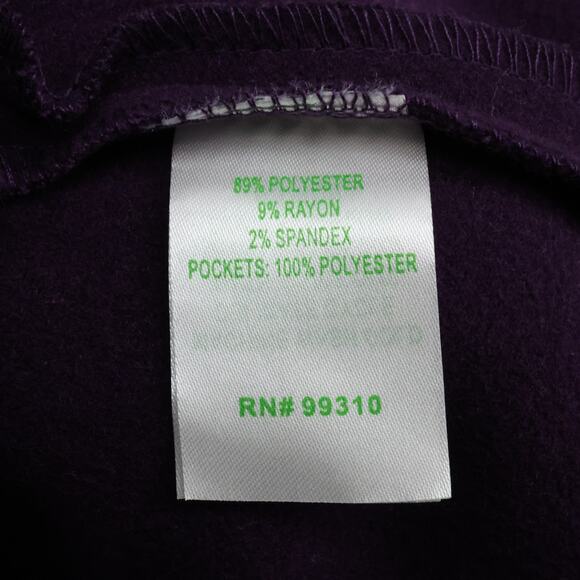 89% POLYESTER
9% RAYON
2% SPANDEX
POCKETS: 100% POLYESTER
RN# 99310